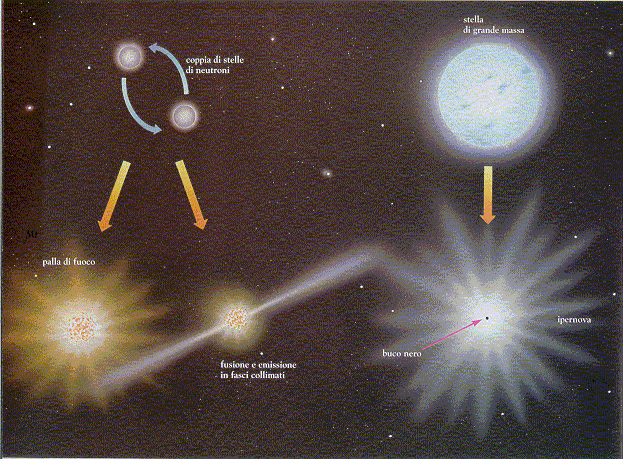 stella
di grande massa
coppia di stelle
di neutroni
palla di fuoco
ipernova
buco nero
fusione e emissione
in fasci collimati